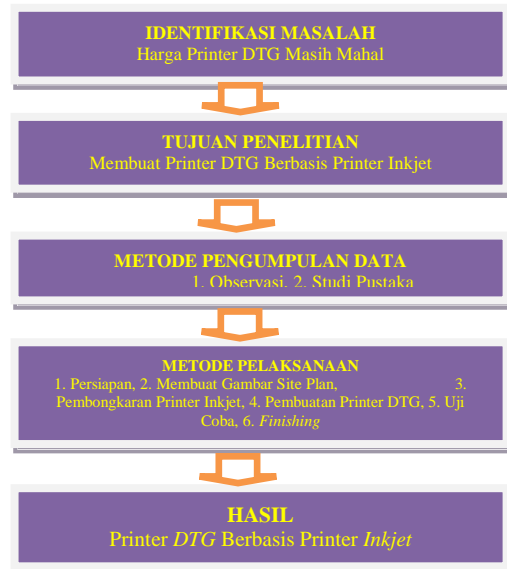 IDENTIFIKASI MASALAH
Harga Printer DTG Masih Mahal
TUJUAN PENELITIAN
Membuat Printer DTG Berbasis Printer Inkjet
METODE PENGUMPULAN DATA
1. Observasi, 2. Studi Pustaka
METODE PELAKSANAAN
1. Persiapan, 2. Membuat Gambar Site Plan, 3.
Pembongkaran Printer Inkjet, 4. Pembuatan Printer DTG, 5. Uji
Coba, 6. Finishing
HASIL
Printer DTG Berbasis Printer Inkjet